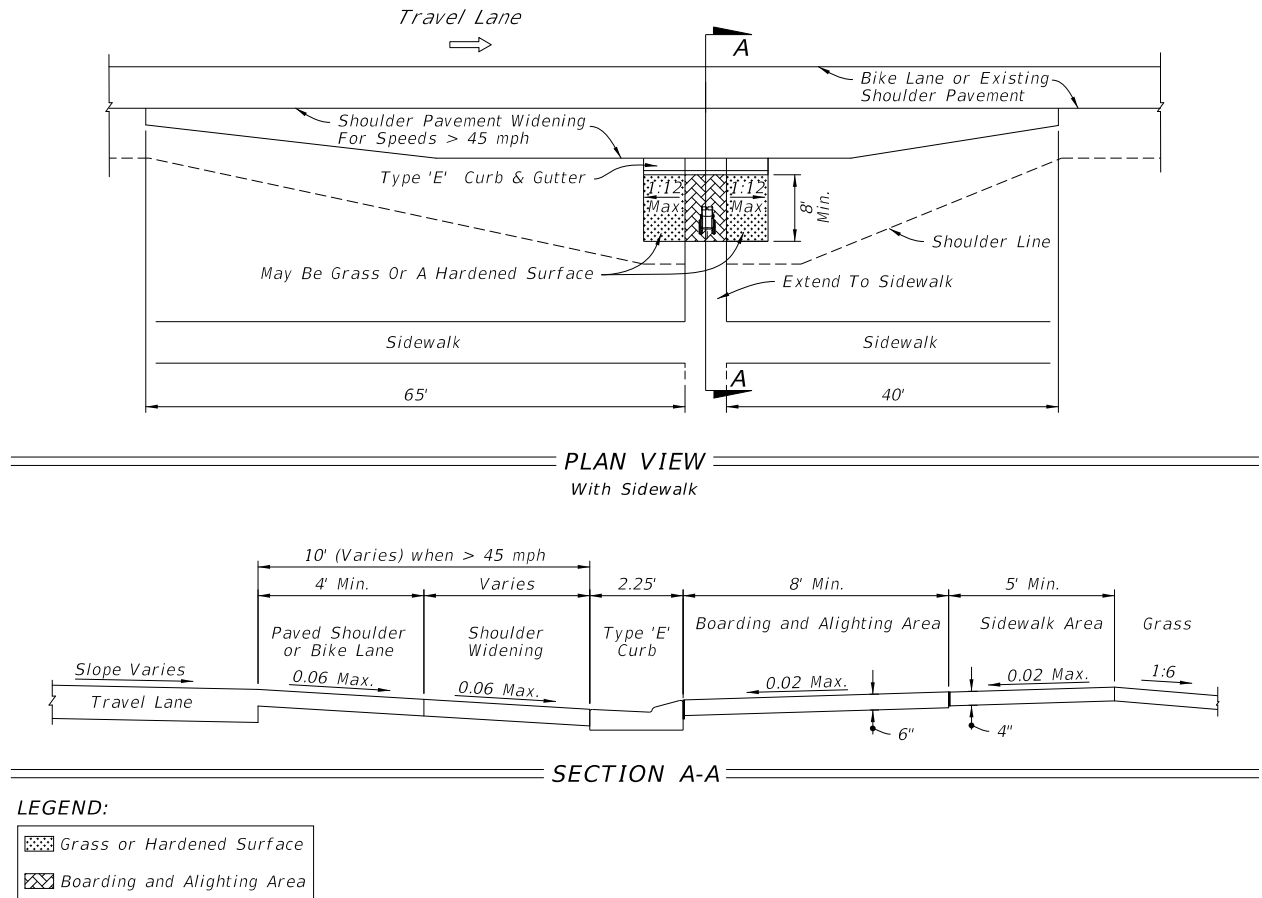 Travel Lane
A
Bike Lane or Existing
Shoulder Pavement
Shoulder Pavement Widening
For Speeds > 45 mph
Type 'E' Curb & Gutter
1:12
Max
1:12
Max
8'
Min.
Shoulder Line
May Be Grass Or A Hardened Surface
Extend To Sidewalk
Sidewalk
Sidewalk
A
65'
40'
PLAN VIEW
With Sidewalk
10' (Varies) when > 45 mph
4' Min.
Varies
2.25'
8' Min.
5' Min.
Paved Shoulder
or Bike Lane
Shoulder
Widening
Type 'E'
Curb
Boarding and Alighting Area
Sidewalk Area
Grass
Slope Varies
0.06 Max.
0.06 Max.
0.02 Max.
0.02 Max.
1:6
Travel Lane
6"
4"
SECTION A-A
LEGEND:
Grass or Hardened Surface
Boarding and Alighting Area